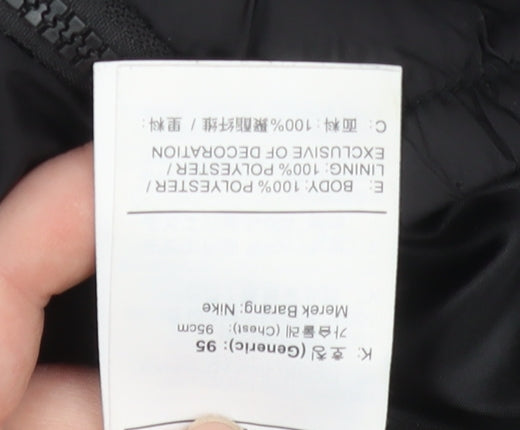 K: 호칭 (Generic): 95
가슴둘레 (Chest): 95cm
Merek Barang: Nike
E: BODY: 100% POLYESTER /
LINING: 100% POLYESTER /
EXCLUSIVE OF DECORATION
C: 面料: 100% 聚酯纤维 / 里料: